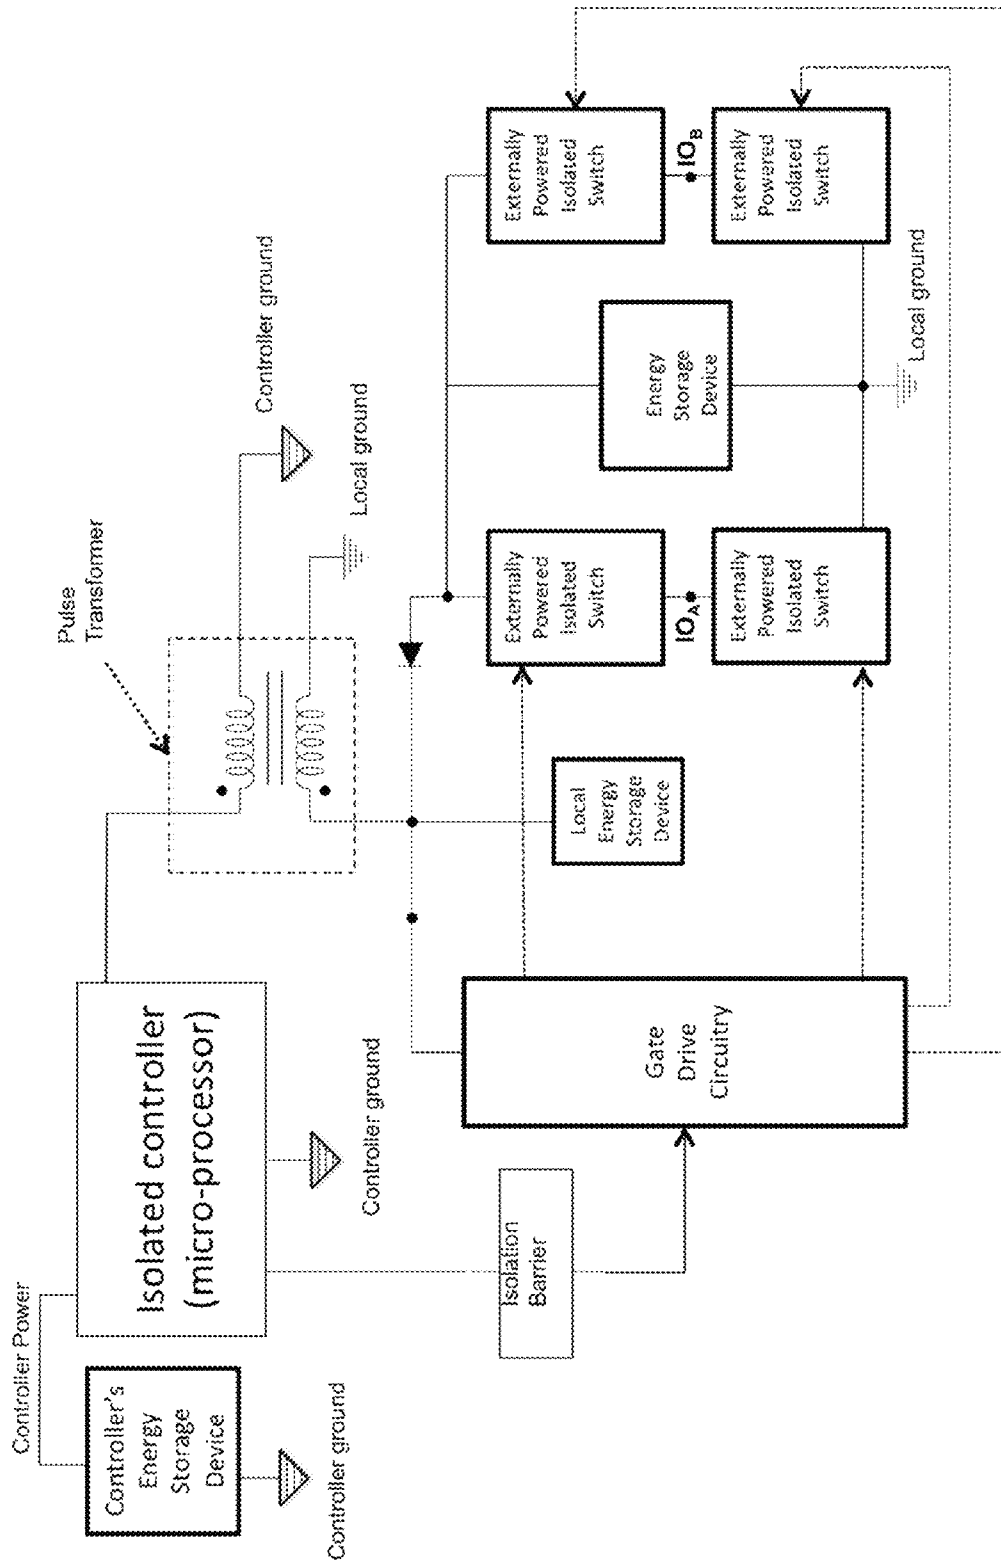 Controller Power
Controller's
Energy
Storage
Device
Controller ground
Isolated controller
(micro-processor)
Controller ground
Pulse
Transformer
Controller ground
Local ground
Isolation
Barrier
Gate
Drive
Circuitry
Local
Energy
Storage
Device
Externally
Powered
Isolated
Switch
IOA
Externally
Powered
Isolated
Switch
Energy
Storage
Device
Local ground
Externally
Powered
Isolated
Switch
IOB
Externally
Powered
Isolated
Switch